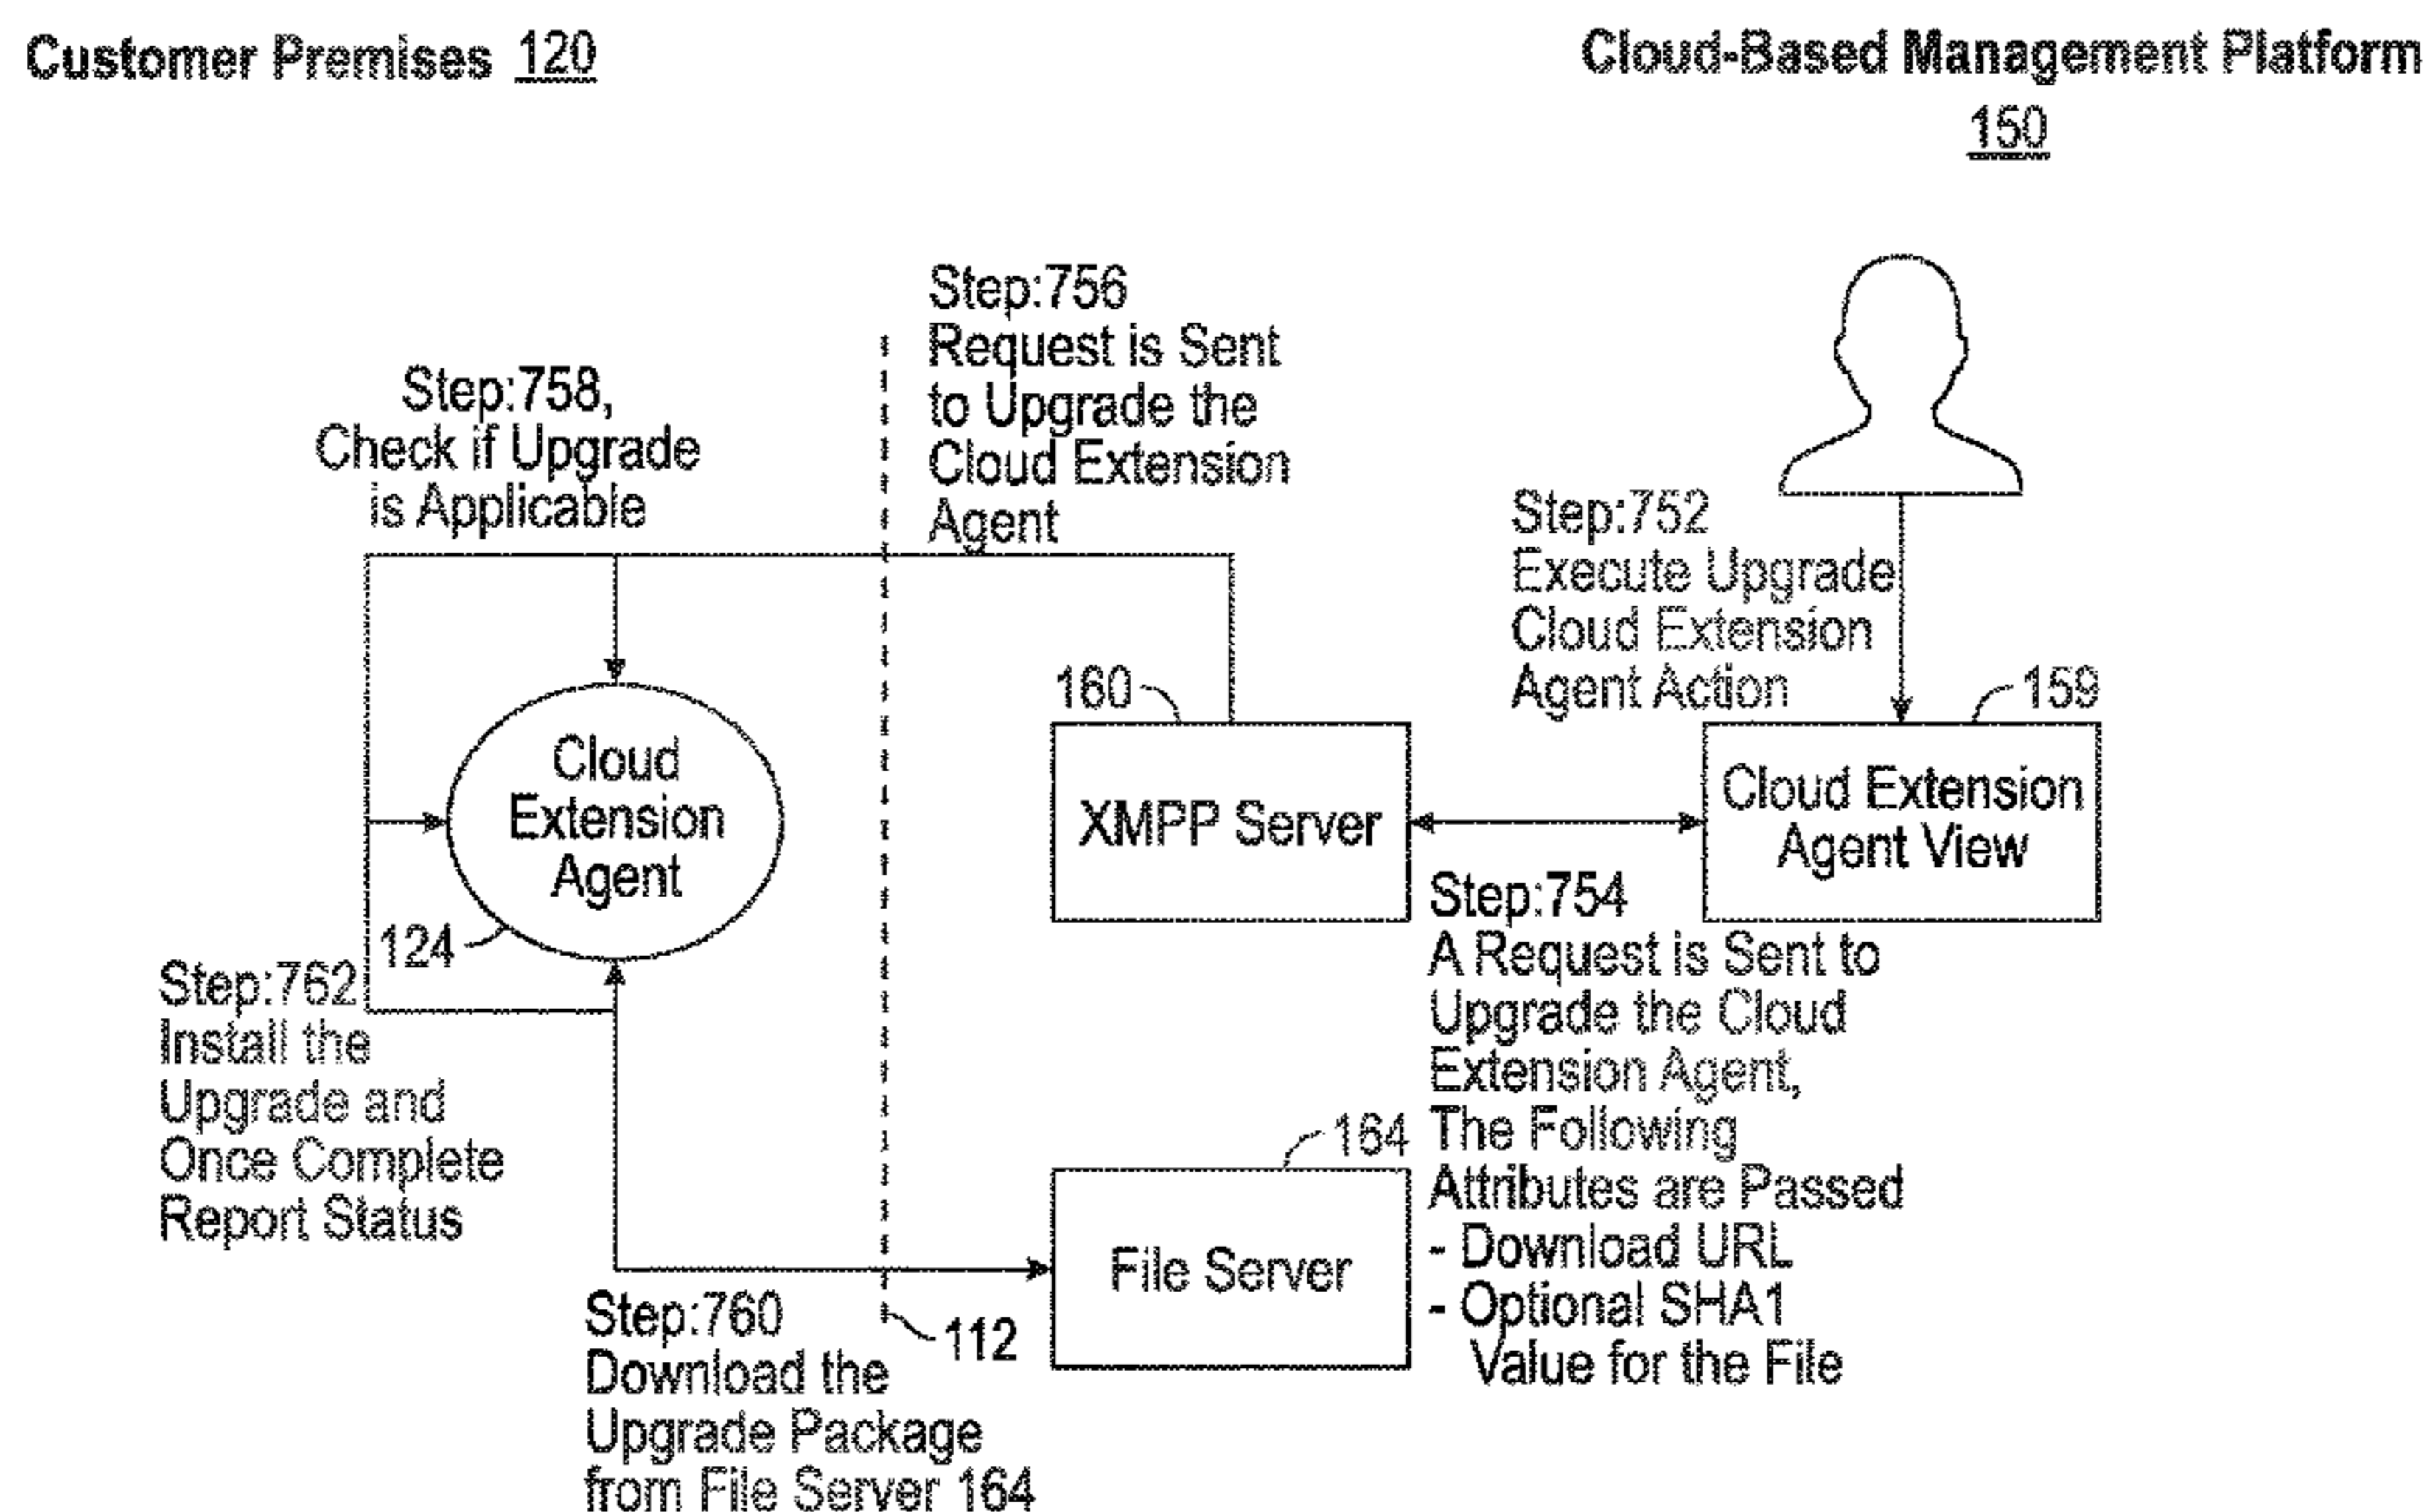 Customer Premises 120
Cloud-Based Management Platform
150
Step:756
Request is Sent
to Upgrade the
Cloud Extension
Agent
Step:758,
Check if Upgrade
is Applicable
Step:752
Execute Upgrade
Cloud Extension
Agent Action
160
159
Cloud
Extension
Agent
124
XMPP Server
Cloud Extension
Agent View
Step:754
A Request is Sent to
Upgrade the Cloud
Extension Agent,
The Following
Attributes are Passed
- Download URL
- Optional SHA1
Value for the File
Step:762
Install the
Upgrade and
Once Complete
Report Status
164
File Server
112
Step:760
Download the
Upgrade Package
from File Server 164